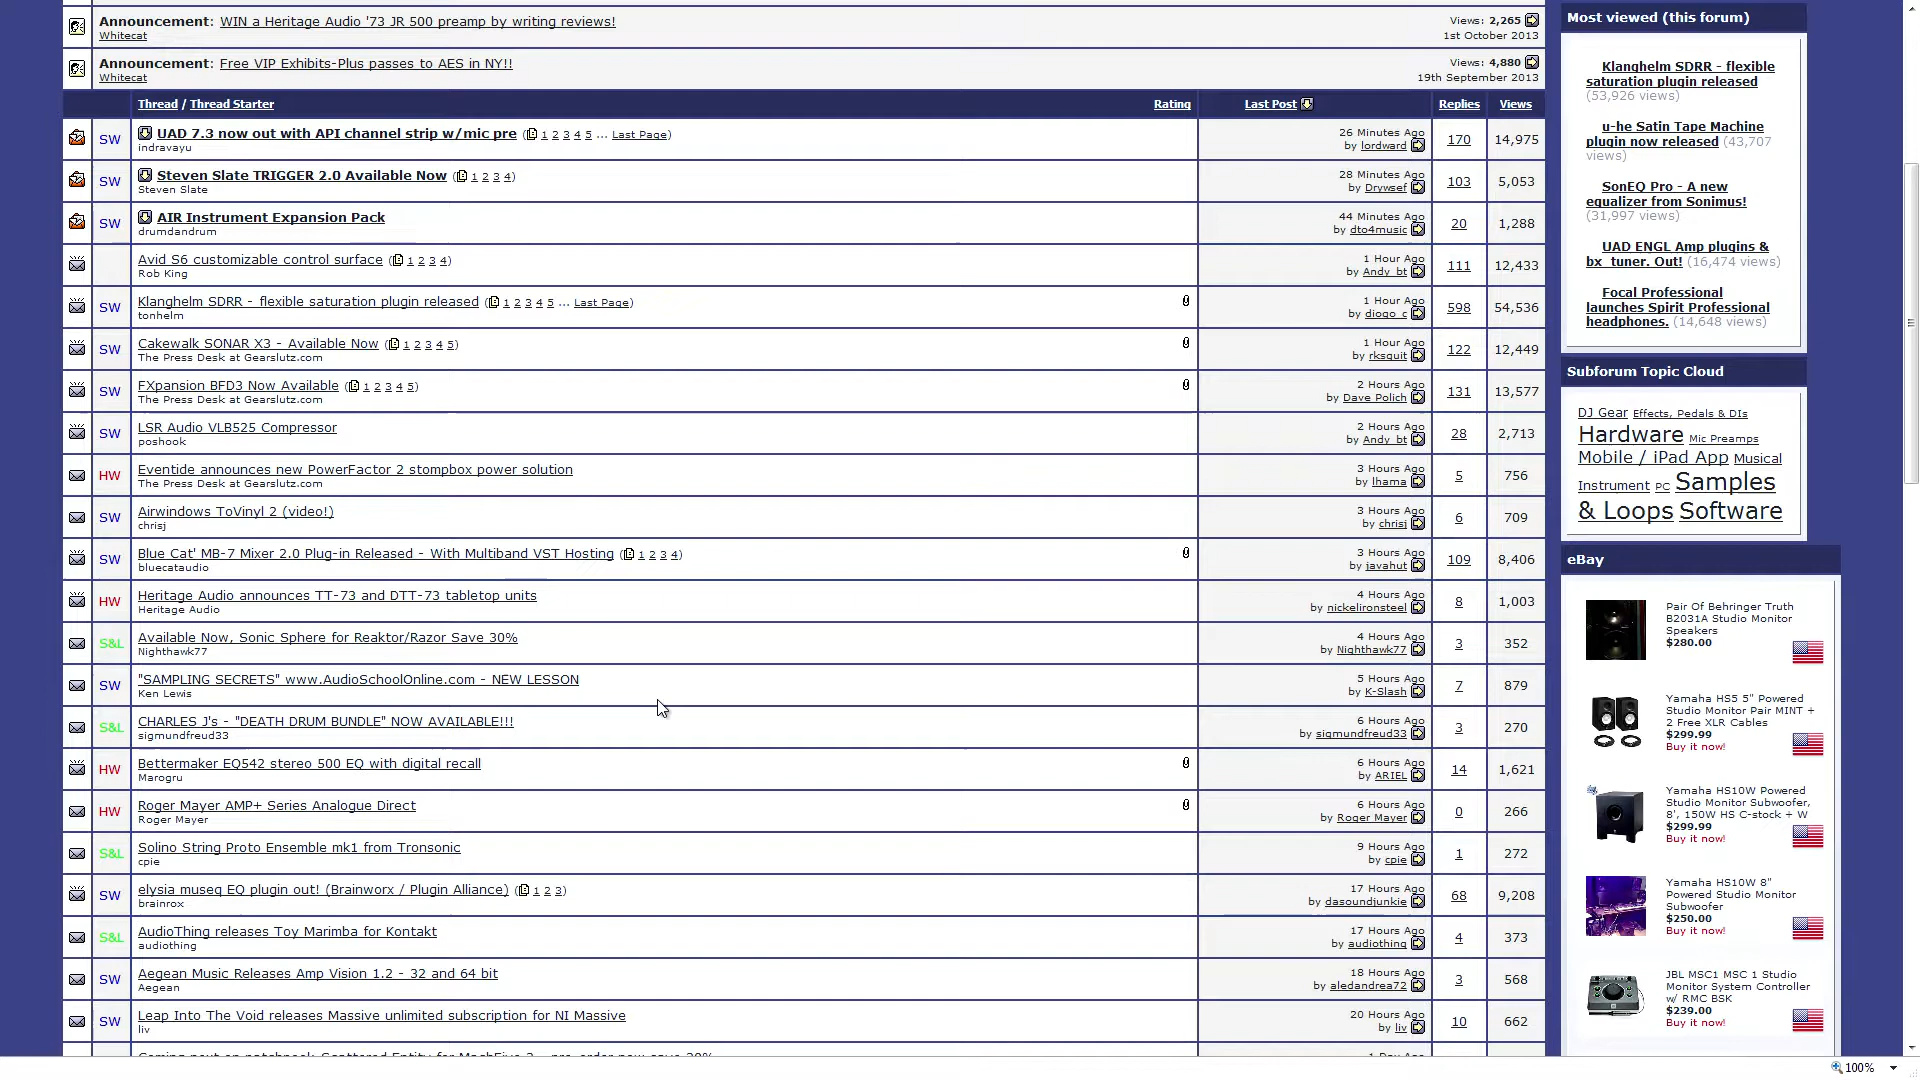 Announcement: WIN a Heritage Audio '73 JR 500 preamp by writing reviews! Views: 2,265
Whitecat 1st October 2013
Announcement: Free VIP Exhibits-Plus passes to AES in NY!! Views: 4,880
Whitecat 19th September 2013
Thread / Thread Starter Rating Last Post Replies Views
SW UAD 7.3 now out with API channel strip w/mic pre ( 1 2 3 4 5 ... Last Page) 26 Minutes Ago 170 14,975
indravayu by lordward
SW Steven Slate TRIGGER 2.0 Available Now ( 1 2 3 4) 28 Minutes Ago 103 5,053
Steven Slate by Drywsef
SW AIR Instrument Expansion Pack 44 Minutes Ago 20 1,288
drumdandrum by dto4music
Avid S6 customizable control surface ( 1 2 3 4) 1 Hour Ago 111 12,433
Rob King by Andy_bt
SW Klanghelm SDRR - flexible saturation plugin released ( 1 2 3 4 5 ... Last Page) 1 Hour Ago 598 54,536
tonhelm by diogo_c
SW Cakewalk SONAR X3 - Available Now ( 1 2 3 4 5) 1 Hour Ago 122 12,449
The Press Desk at Gearslutz.com by rksguit
SW FXpansion BFD3 Now Available ( 1 2 3 4 5) 2 Hours Ago 131 13,577
The Press Desk at Gearslutz.com by Dave Polich
SW LSR Audio VLB525 Compressor 2 Hours Ago 28 2,713
poshook by Andy_bt
HW Eventide announces new PowerFactor 2 stompbox power solution 3 Hours Ago 5 756
The Press Desk at Gearslutz.com by lhama
SW Airwindows ToVinyl 2 (video!) 3 Hours Ago 6 709
chrisj by chrisj
SW Blue Cat' MB-7 Mixer 2.0 Plug-in Released - With Multiband VST Hosting ( 1 2 3 4) 3 Hours Ago 109 8,406
bluecataudio by javahut
HW Heritage Audio announces TT-73 and DTT-73 tabletop units 4 Hours Ago 8 1,003
Heritage Audio by nickelironsteel
S&L Available Now, Sonic Sphere for Reaktor/Razor Save 30% 4 Hours Ago 3 352
Nighthawk77 by Nighthawk77
SW "SAMPLING SECRETS" www.AudioSchoolOnline.com - NEW LESSON 5 Hours Ago 7 879
Ken Lewis by K-Slash
S&L CHARLES J's - "DEATH DRUM BUNDLE" NOW AVAILABLE!!! 6 Hours Ago 3 270
sigmundfreud33 by sigmundfreud33
HW Bettermaker EQ542 stereo 500 EQ with digital recall 6 Hours Ago 14 1,621
Marogru by ARIEL
HW Roger Mayer AMP+ Series Analogue Direct 6 Hours Ago 0 266
Roger Mayer by Roger Mayer
S&L Solino String Proto Ensemble mk1 from Tronsonic 9 Hours Ago 1 272
cpie by cpie
SW elysia museq EQ plugin out! (Brainworx / Plugin Alliance) ( 1 2 3) 17 Hours Ago 68 9,208
brainrox by dasoundjunkie
S&L AudioThing releases Toy Marimba for Kontakt 17 Hours Ago 4 373
audiothing by audiothing
SW Aegean Music Releases Amp Vision 1.2 - 32 and 64 bit 18 Hours Ago 3 568
Aegean by aledandrea72
SW Leap Into The Void releases Massive unlimited subscription for NI Massive 20 Hours Ago 10 662
liv by liv
Most viewed (this forum)
Klanghelm SDRR - flexible
saturation plugin released
(53,926 views)
u-he Satin Tape Machine
plugin now released (43,707
views)
SonEQ Pro - A new
equalizer from Sonimus!
(31,997 views)
UAD ENGL Amp plugins &
bx_tuner. Out! (16,474 views)
Focal Professional
launches Spirit Professional
headphones. (14,648 views)
Subforum Topic Cloud
DJ Gear Effects, Pedals & DIs
Hardware Mic Preamps
Mobile / iPad App Musical
Instrument PC Samples
& Loops Software
eBay
Pair Of Behringer Truth
B2031A Studio Monitor
Speakers
$280.00
Yamaha HS5 5" Powered
Studio Monitor Pair MINT +
2 Free XLR Cables
$299.99
Buy it now!
Yamaha HS10W Powered
Studio Monitor Subwoofer,
8', 150W HS C-stock + W
$299.99
Buy it now!
Yamaha HS10W 8"
Powered Studio Monitor
Subwoofer
$250.00
Buy it now!
JBL MSC1 MSC 1 Studio
Monitor System Controller
w/ RMC BSK
$239.00
Buy it now!
100%